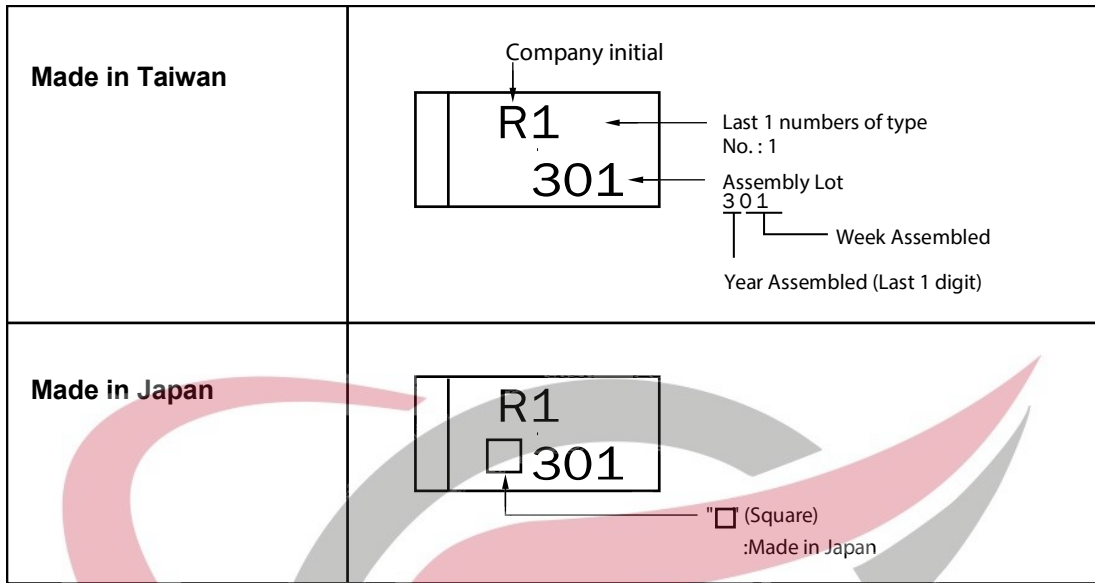 Made in Taiwan
Company initial
R1
301
Last 1 numbers of type
No. : 1
Assembly Lot
301
Week Assembled
Year Assembled (Last 1 digit)
Made in Japan
R1
□ 301
"□" (Square)
:Made in Japan